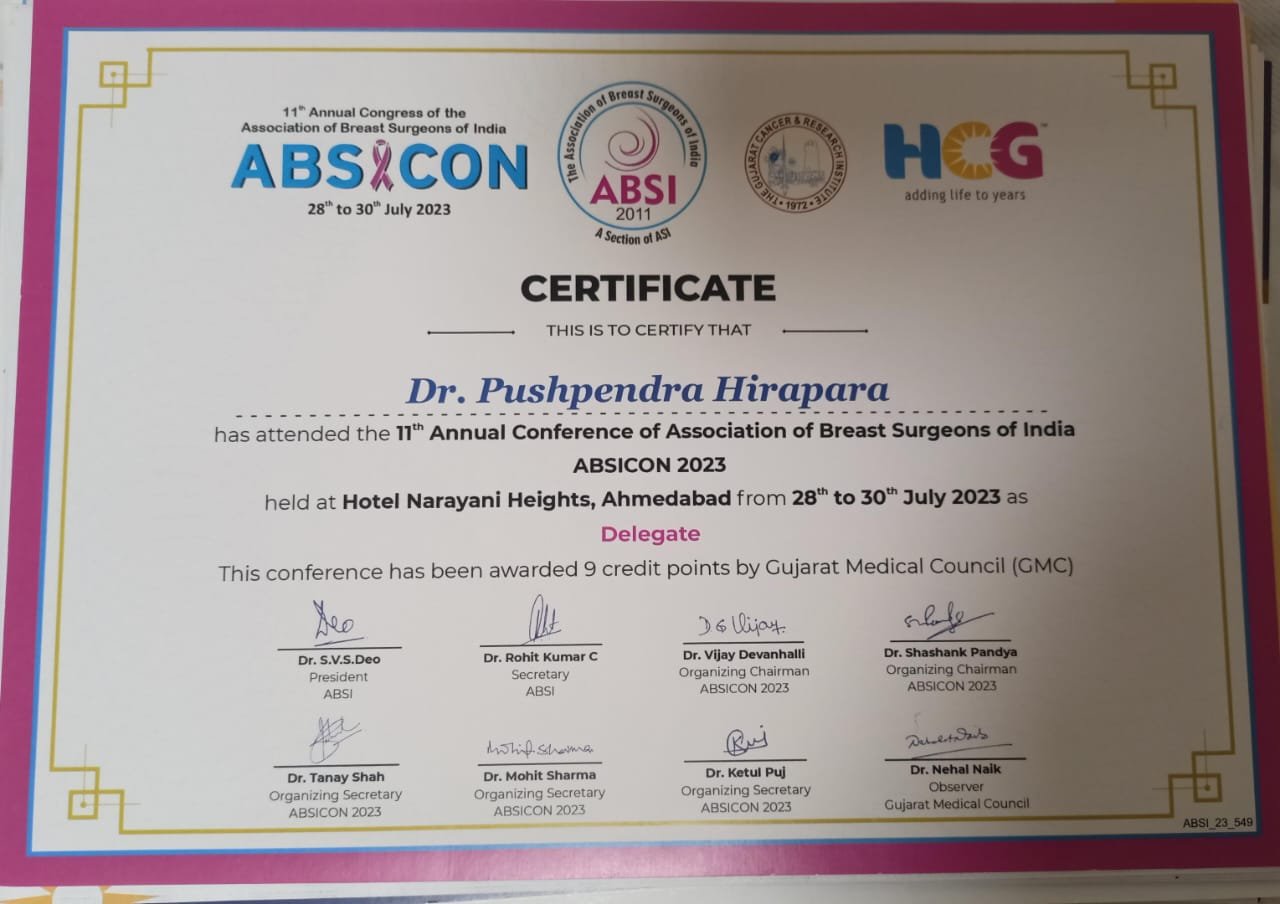 11th Annual Congress of the
Association of Breast Surgeons of India
ABSICON
28th to 30th July 2023
The Association of Breast Surgeons of India
ABSI
2011
A Section of ASI
THE GUJARAT CANCER & RESEARCH INSTITUTE
1972
HCG
adding life to years
CERTIFICATE
THIS IS TO CERTIFY THAT
Dr. Pushpendra Hirapara
has attended the 11th Annual Conference of Association of Breast Surgeons of India
ABSICON 2023
held at Hotel Narayani Heights, Ahmedabad from 28th to 30th July 2023 as
Delegate
This conference has been awarded 9 credit points by Gujarat Medical Council (GMC)
Deo
D G Vijay
Dr. S.V.S.Deo Dr. Rohit Kumar C Dr. Vijay Devanhalli Dr. Shashank Pandya
President Secretary Organizing Chairman Organizing Chairman
ABSI ABSI ABSICON 2023 ABSICON 2023
Mohit Sharma
Dr. Tanay Shah Dr. Mohit Sharma Dr. Ketul Puj Dr. Nehal Naik
Organizing Secretary Organizing Secretary Organizing Secretary Observer
ABSICON 2023 ABSICON 2023 ABSICON 2023 Gujarat Medical Council
ABSI_23_549